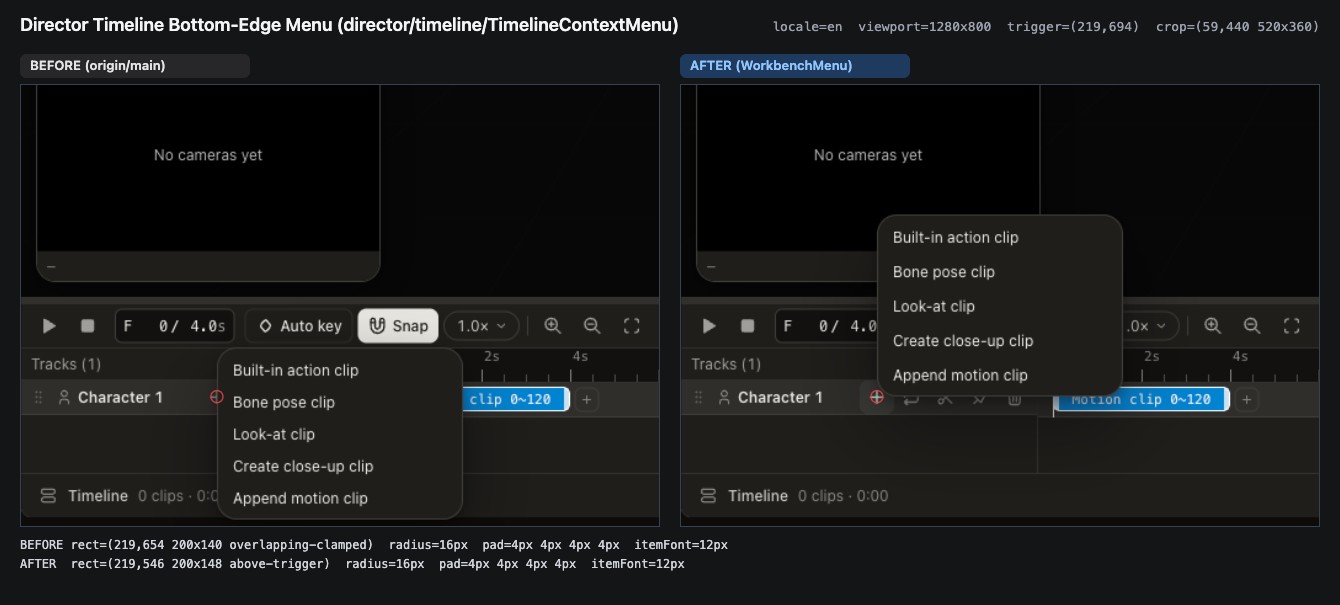 Director Timeline Bottom-Edge Menu (director/timeline/TimelineContextMenu)
locale=en viewport=1280x800 trigger=(219,694) crop=(59,440 520x360)
BEFORE (origin/main)
No cameras yet
–
F 0/ 4.0s Auto key Snap 1.0×
Tracks (1) 2s 4s
Character 1 clip 0~120 +
Built-in action clip
Bone pose clip
Look-at clip
Create close-up clip
Append motion clip
Timeline 0 clips · 0:0
AFTER (WorkbenchMenu)
No cameras yet
–
Built-in action clip
Bone pose clip
Look-at clip
Create close-up clip
Append motion clip
F 0/ 4.0 .0×
Tracks (1) 2s 4s
Character 1 Motion clip 0~120 +
Timeline 0 clips · 0:00
BEFORE rect=(219,654 200x140 overlapping-clamped) radius=16px pad=4px 4px 4px 4px itemFont=12px
AFTER rect=(219,546 200x148 above-trigger) radius=16px pad=4px 4px 4px 4px itemFont=12px